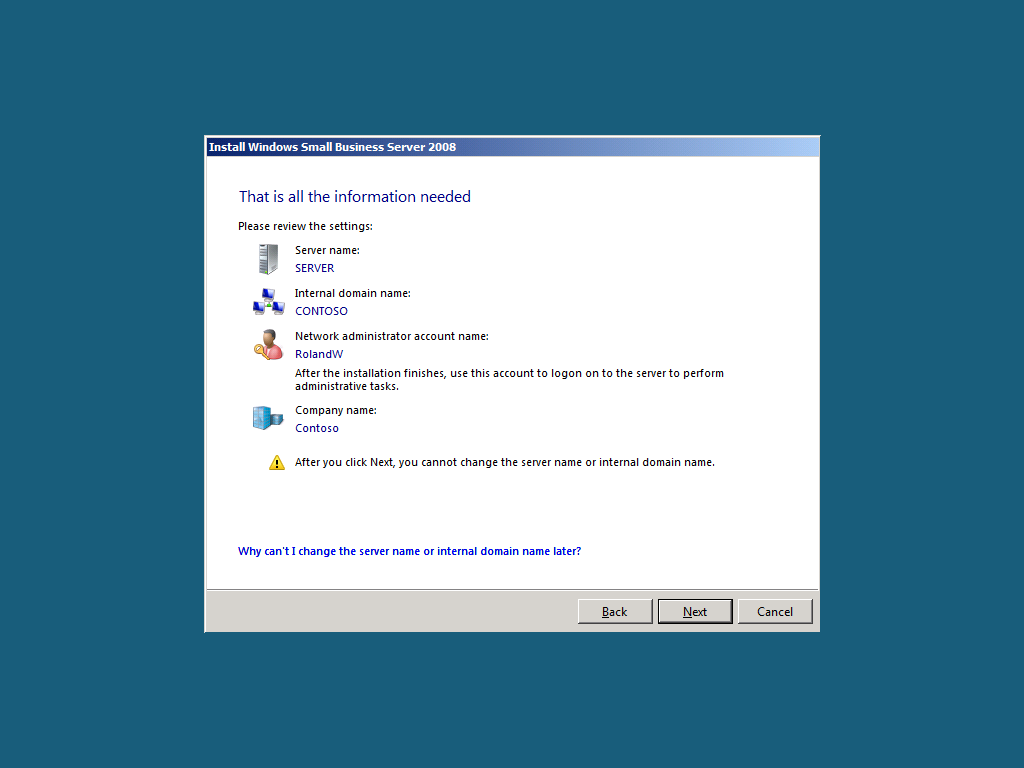 Install Windows Small Business Server 2008
That is all the information needed
Please review the settings:
Server name:
SERVER
Internal domain name:
CONTOSO
Network administrator account name:
RolandW
After the installation finishes, use this account to logon on to the server to perform
administrative tasks.
Company name:
Contoso
After you click Next, you cannot change the server name or internal domain name.
Why can't I change the server name or internal domain name later?
Back Next Cancel